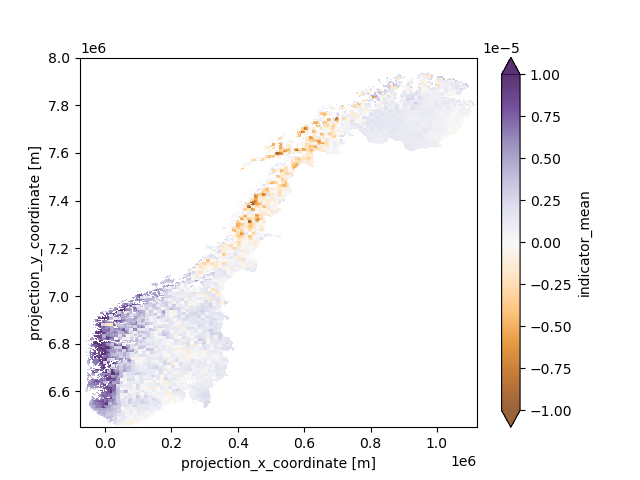 1e6
8.0
7.8
7.6
7.4
7.2
7.0
6.8
6.6
projection_y_coordinate [m]
0.0 0.2 0.4 0.6 0.8 1.0
1e6
projection_x_coordinate [m]
1e−5
1.00
0.75
0.50
0.25
0.00
−0.25
−0.50
−0.75
−1.00
indicator_mean